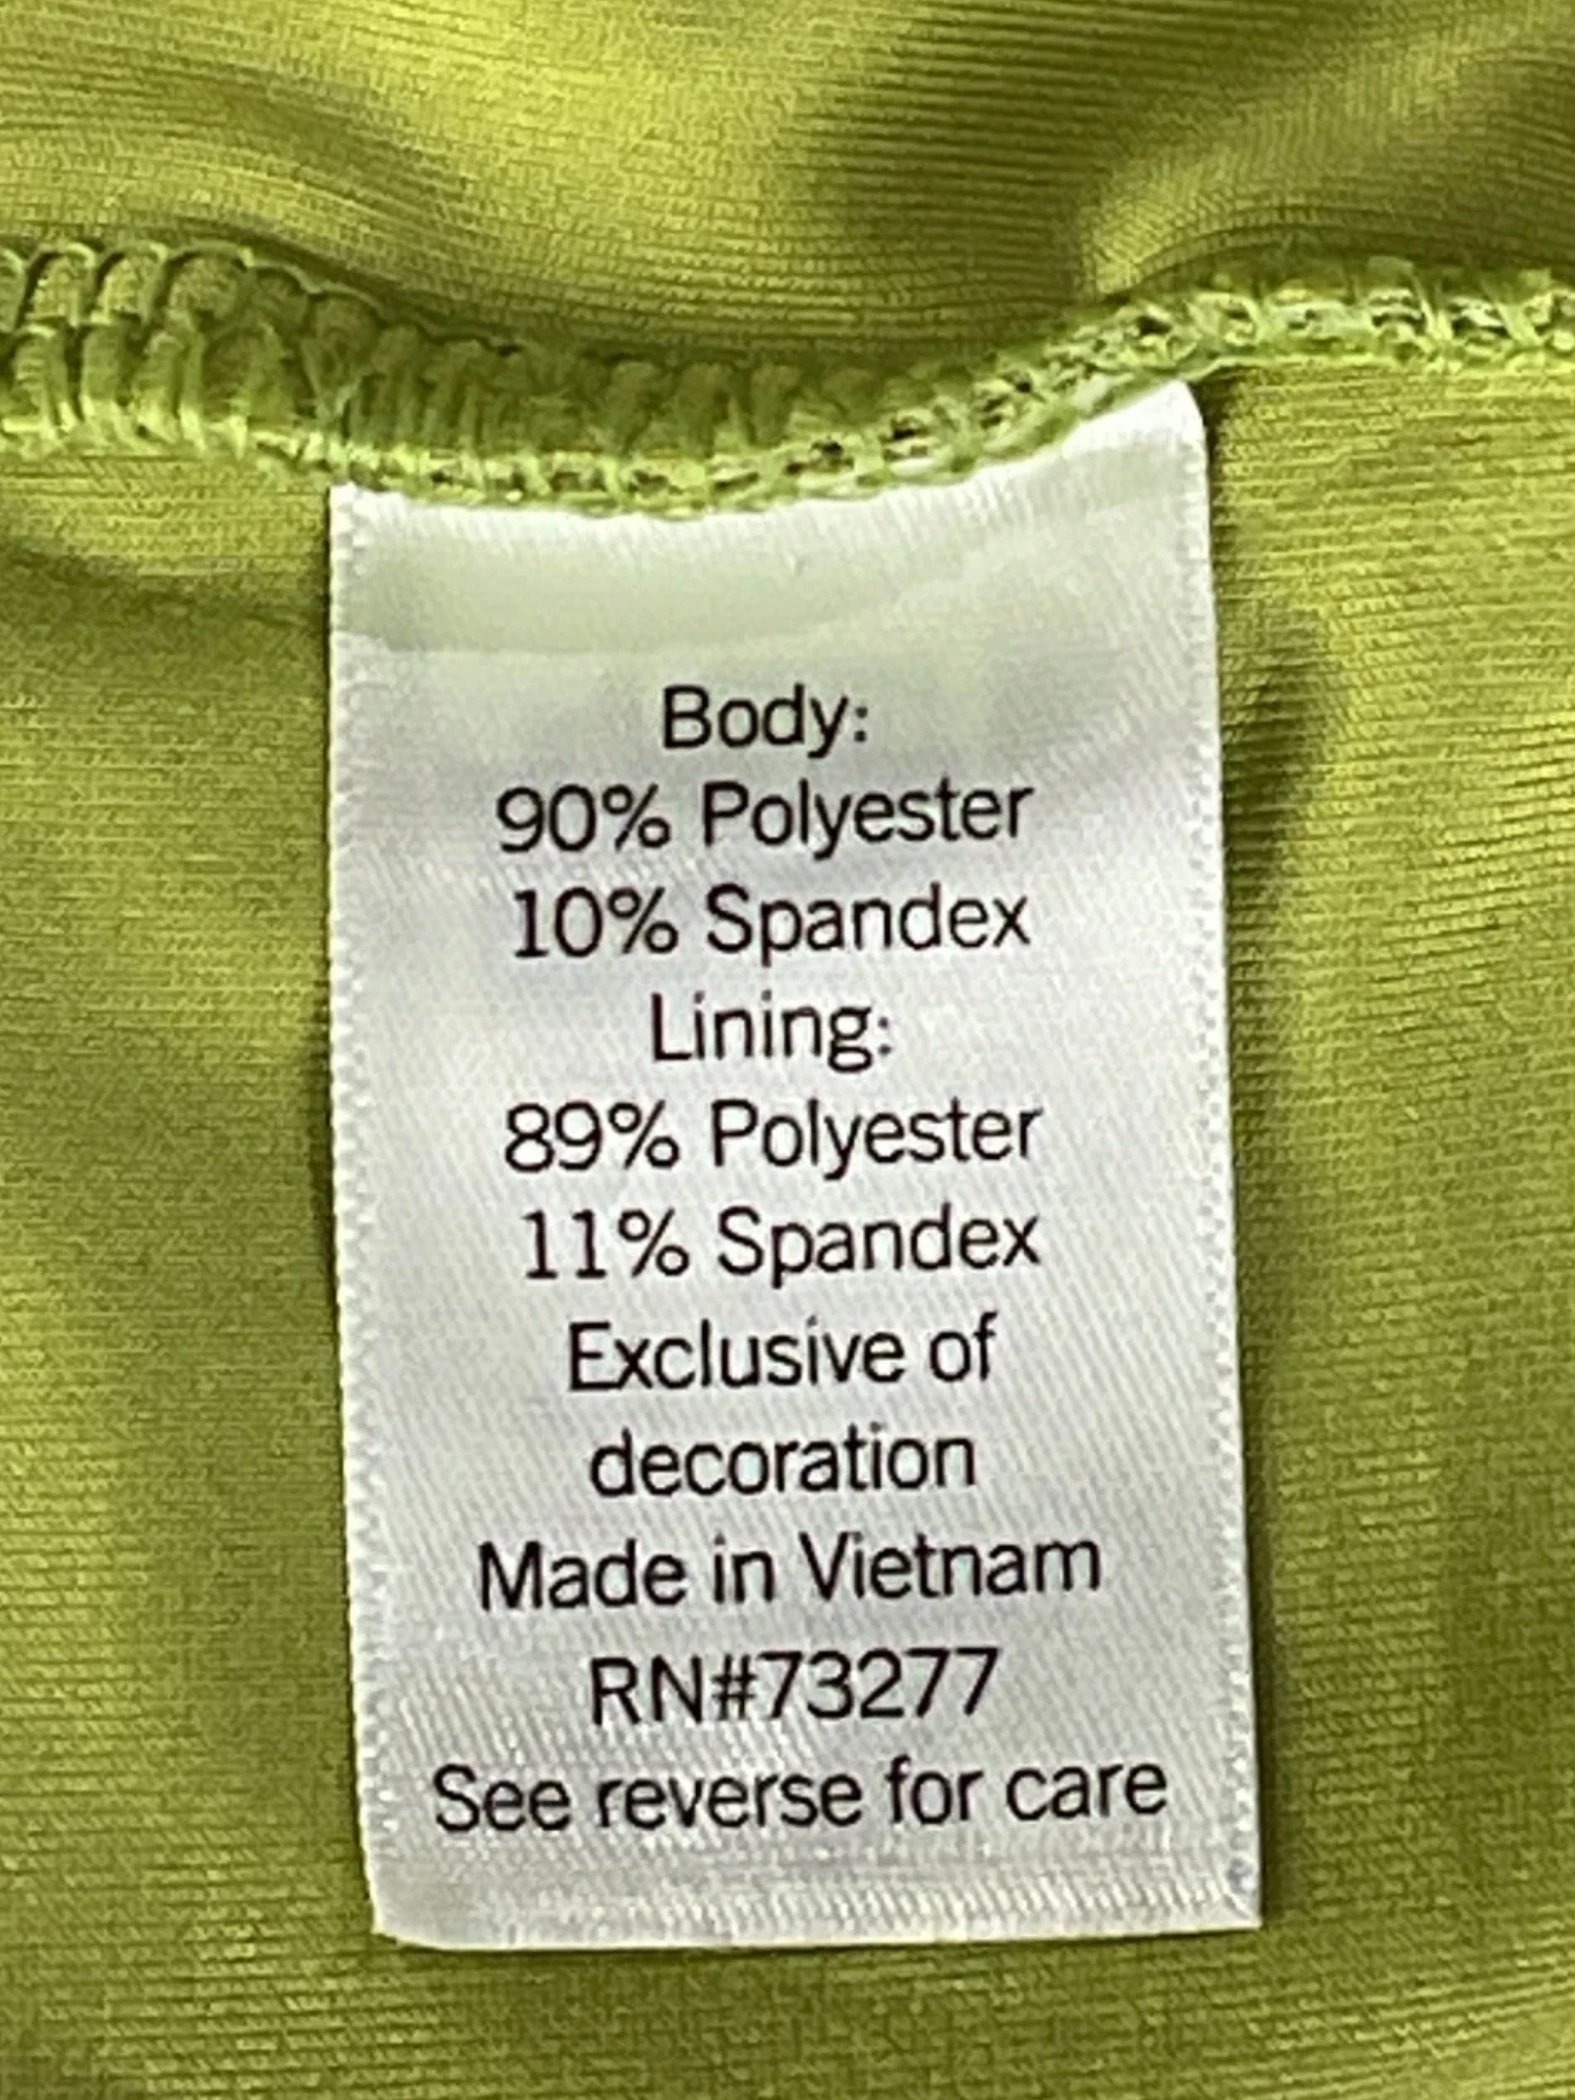 Body:
90% Polyester
10% Spandex
Lining:
89% Polyester
11% Spandex
Exclusive of
decoration
Made in Vietnam
RN#73277
See reverse for care